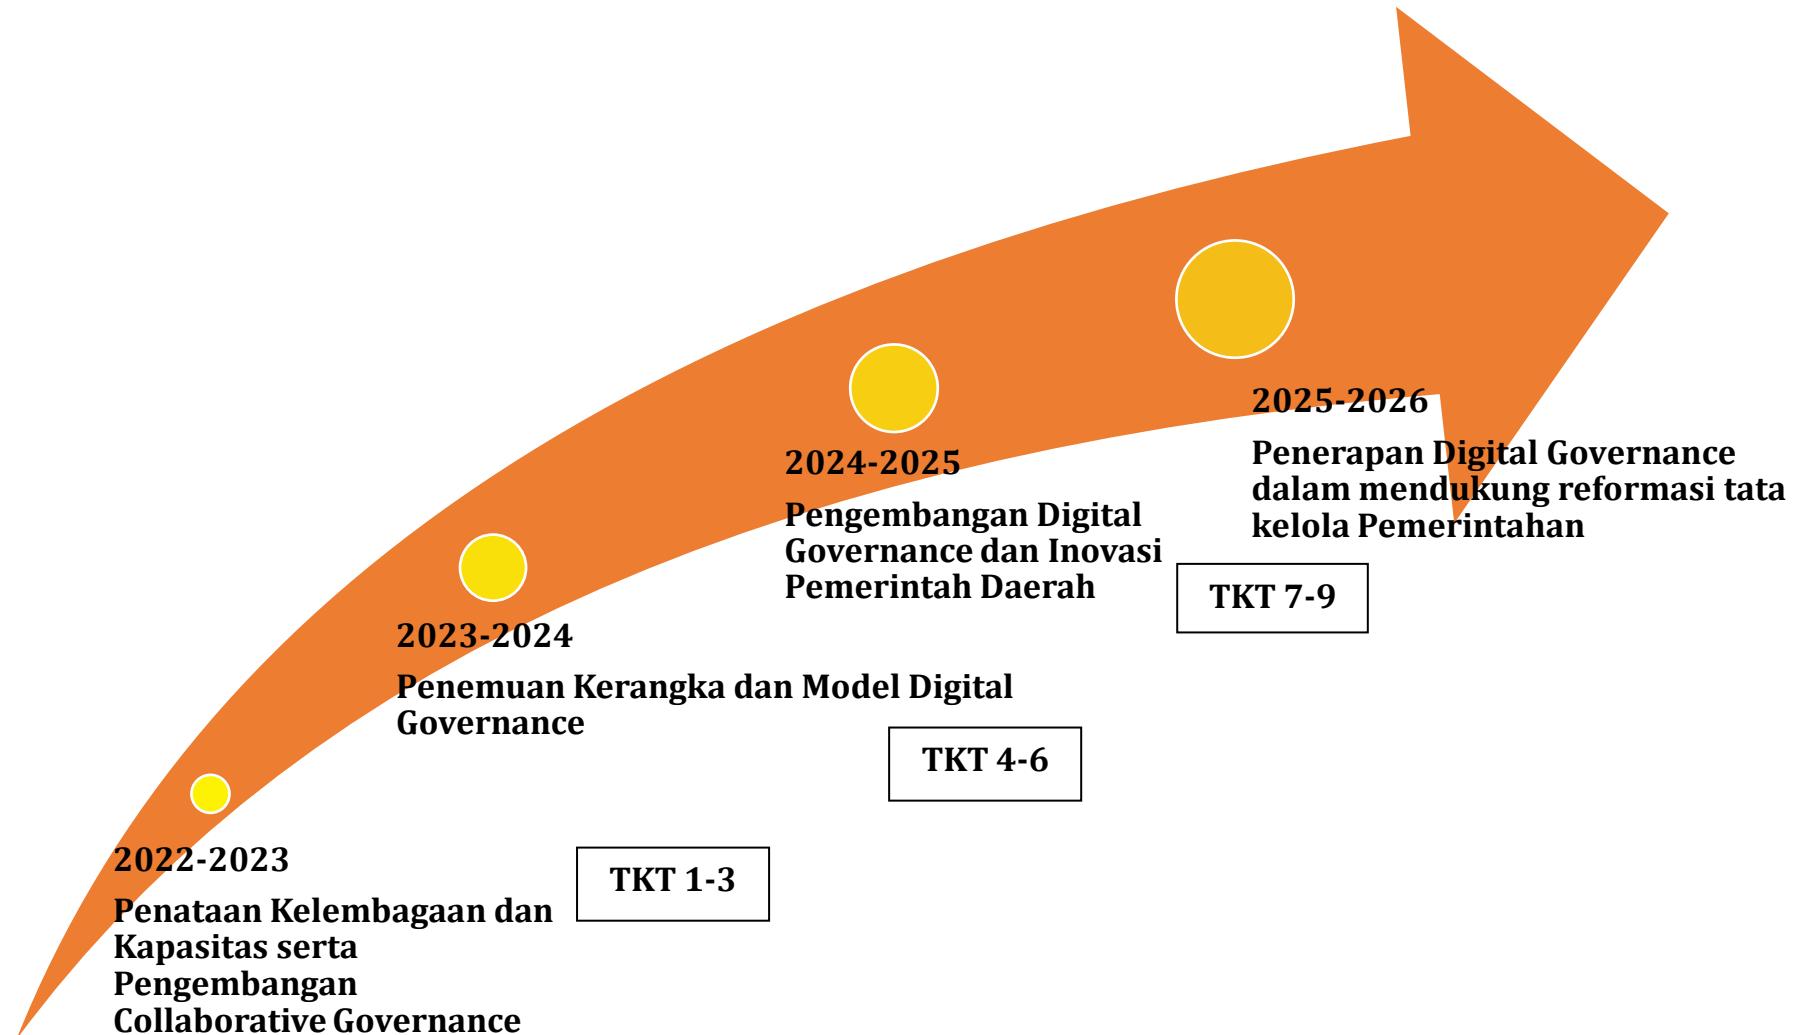 2022-2023
Penataan Kelembagaan dan
Kapasitas serta
Pengembangan
Collaborative Governance
TKT 1-3
2023-2024
Penemuan Kerangka dan Model Digital
Governance
TKT 4-6
2024-2025
Pengembangan Digital
Governance dan Inovasi
Pemerintah Daerah
TKT 7-9
2025-2026
Penerapan Digital Governance
dalam mendukung reformasi tata
kelola Pemerintahan